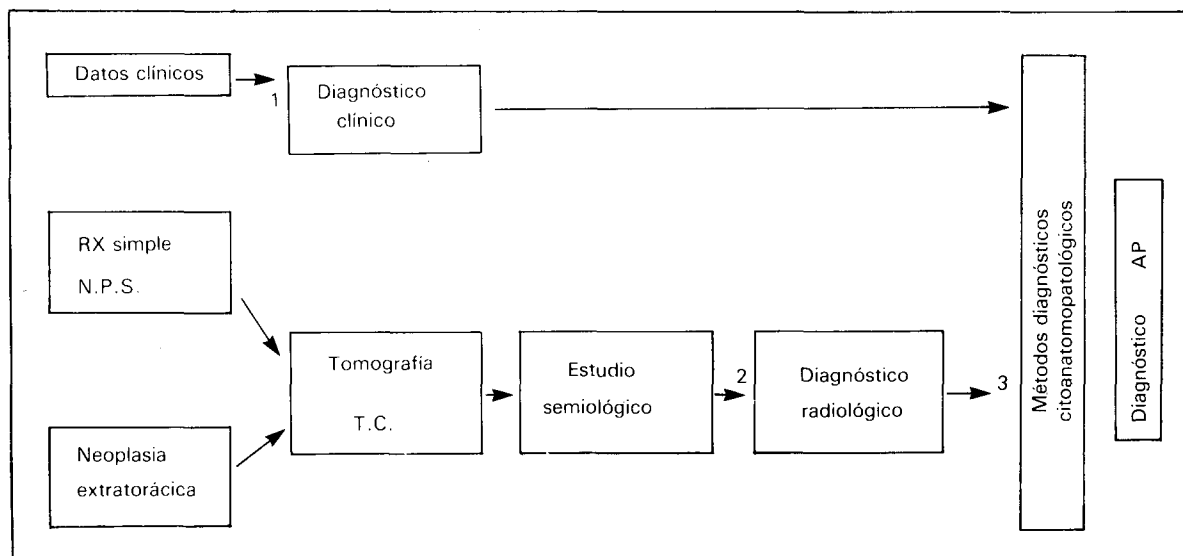 Datos clínicos
1
Diagnóstico
clínico
RX simple
N.P.S.
Neoplasia
extratorácica
Tomografía
T.C.
Estudio
semiológico
2
Diagnóstico
radiológico
3
Métodos diagnósticos
citoanatomopatológicos
Diagnóstico AP